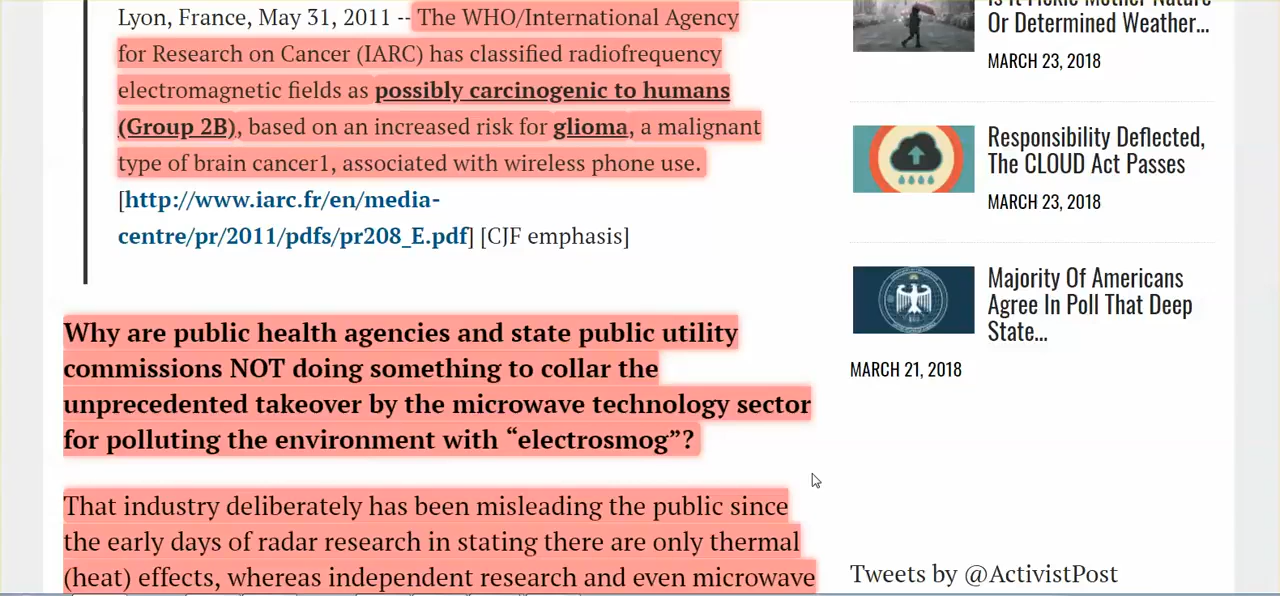 Lyon, France, May 31, 2011 -- The WHO/International Agency
for Research on Cancer (IARC) has classified radiofrequency
electromagnetic fields as possibly carcinogenic to humans
(Group 2B), based on an increased risk for glioma, a malignant
type of brain cancer1, associated with wireless phone use.
[http://www.iarc.fr/en/media-
centre/pr/2011/pdfs/pr208_E.pdf] [CJF emphasis]
Why are public health agencies and state public utility
commissions NOT doing something to collar the
unprecedented takeover by the microwave technology sector
for polluting the environment with “electrosmog”?
That industry deliberately has been misleading the public since
the early days of radar research in stating there are only thermal
(heat) effects, whereas independent research and even microwave
Is It Fickle Mother Nature
Or Determined Weather...
MARCH 23, 2018
Responsibility Deflected,
The CLOUD Act Passes
MARCH 23, 2018
Majority Of Americans
Agree In Poll That Deep
State...
MARCH 21, 2018
Tweets by @ActivistPost